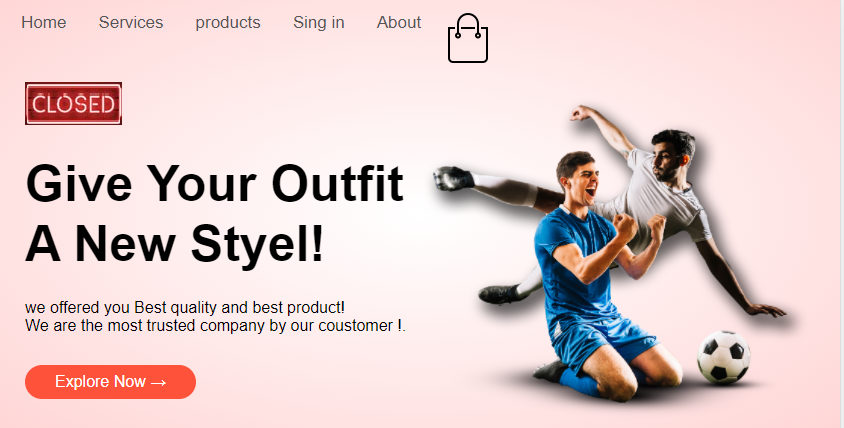 Home Services products Sing in About
CLOSED
Give Your Outfit
A New Styel!
we offered you Best quality and best product!
We are the most trusted company by our coustomer !.
Explore Now →